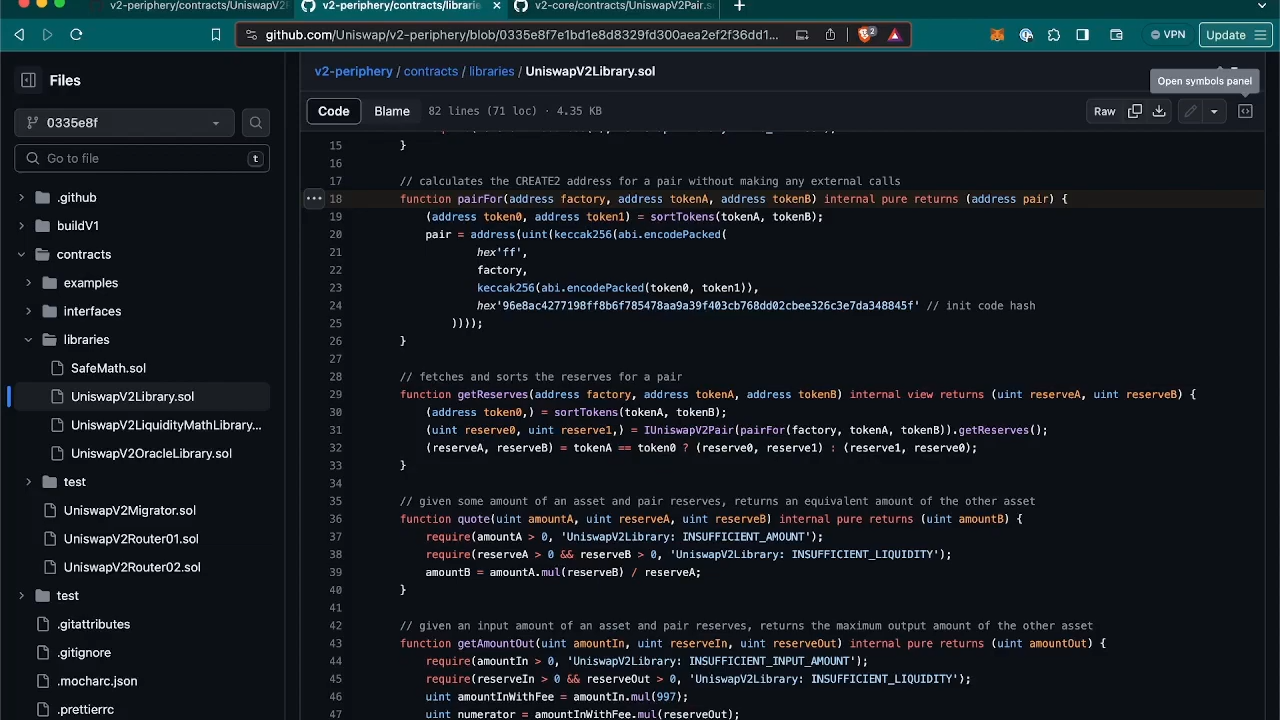 v2-periphery/contracts/UniswapV2
v2-periphery/contracts/librarie
v2-core/contracts/UniswapV2Pair.s
github.com/Uniswap/v2-periphery/blob/0335e8f7e1bd1e8d8329fd300aea2ef2f36dd1...
2
VPN
Update
Files
v2-periphery / contracts / libraries / UniswapV2Library.sol
Open symbols panel
0335e8f
Code
Blame
82 lines (71 loc) · 4.35 KB
Raw
Go to file
t
.github
buildV1
contracts
examples
interfaces
libraries
SafeMath.sol
UniswapV2Library.sol
UniswapV2LiquidityMathLibrary...
UniswapV2OracleLibrary.sol
test
UniswapV2Migrator.sol
UniswapV2Router01.sol
UniswapV2Router02.sol
test
.gitattributes
.gitignore
.mocharc.json
.prettierrc
15 }
16
17 // calculates the CREATE2 address for a pair without making any external calls
18 function pairFor(address factory, address tokenA, address tokenB) internal pure returns (address pair) {
19 (address token0, address token1) = sortTokens(tokenA, tokenB);
20 pair = address(uint(keccak256(abi.encodePacked(
21 hex'ff',
22 factory,
23 keccak256(abi.encodePacked(token0, token1)),
24 hex'96e8ac4277198ff8b6f785478aa9a39f403cb768dd02cbee326c3e7da348845f' // init code hash
25 ))));
26 }
27
28 // fetches and sorts the reserves for a pair
29 function getReserves(address factory, address tokenA, address tokenB) internal view returns (uint reserveA, uint reserveB) {
30 (address token0,) = sortTokens(tokenA, tokenB);
31 (uint reserve0, uint reserve1,) = IUniswapV2Pair(pairFor(factory, tokenA, tokenB)).getReserves();
32 (reserveA, reserveB) = tokenA == token0 ? (reserve0, reserve1) : (reserve1, reserve0);
33 }
34
35 // given some amount of an asset and pair reserves, returns an equivalent amount of the other asset
36 function quote(uint amountA, uint reserveA, uint reserveB) internal pure returns (uint amountB) {
37 require(amountA > 0, 'UniswapV2Library: INSUFFICIENT_AMOUNT');
38 require(reserveA > 0 && reserveB > 0, 'UniswapV2Library: INSUFFICIENT_LIQUIDITY');
39 amountB = amountA.mul(reserveB) / reserveA;
40 }
41
42 // given an input amount of an asset and pair reserves, returns the maximum output amount of the other asset
43 function getAmountOut(uint amountIn, uint reserveIn, uint reserveOut) internal pure returns (uint amountOut) {
44 require(amountIn > 0, 'UniswapV2Library: INSUFFICIENT_INPUT_AMOUNT');
45 require(reserveIn > 0 && reserveOut > 0, 'UniswapV2Library: INSUFFICIENT_LIQUIDITY');
46 uint amountInWithFee = amountIn.mul(997);
47 uint numerator = amountInWithFee.mul(reserveOut);